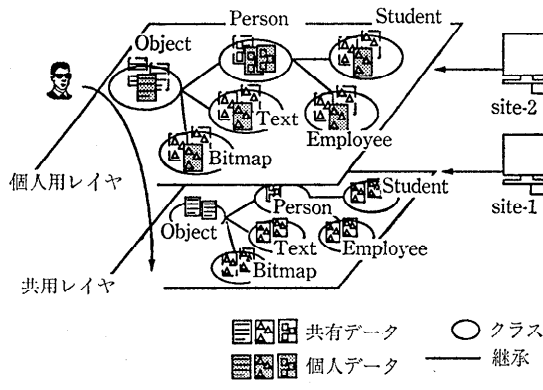 Person
Student
Object
site-2
Text
Employee
Bitmap
個人用レイヤ
Student
Person
site-1
Object
Text
Employee
Bitmap
共用レイヤ
共有データ
クラス
個人データ
継承